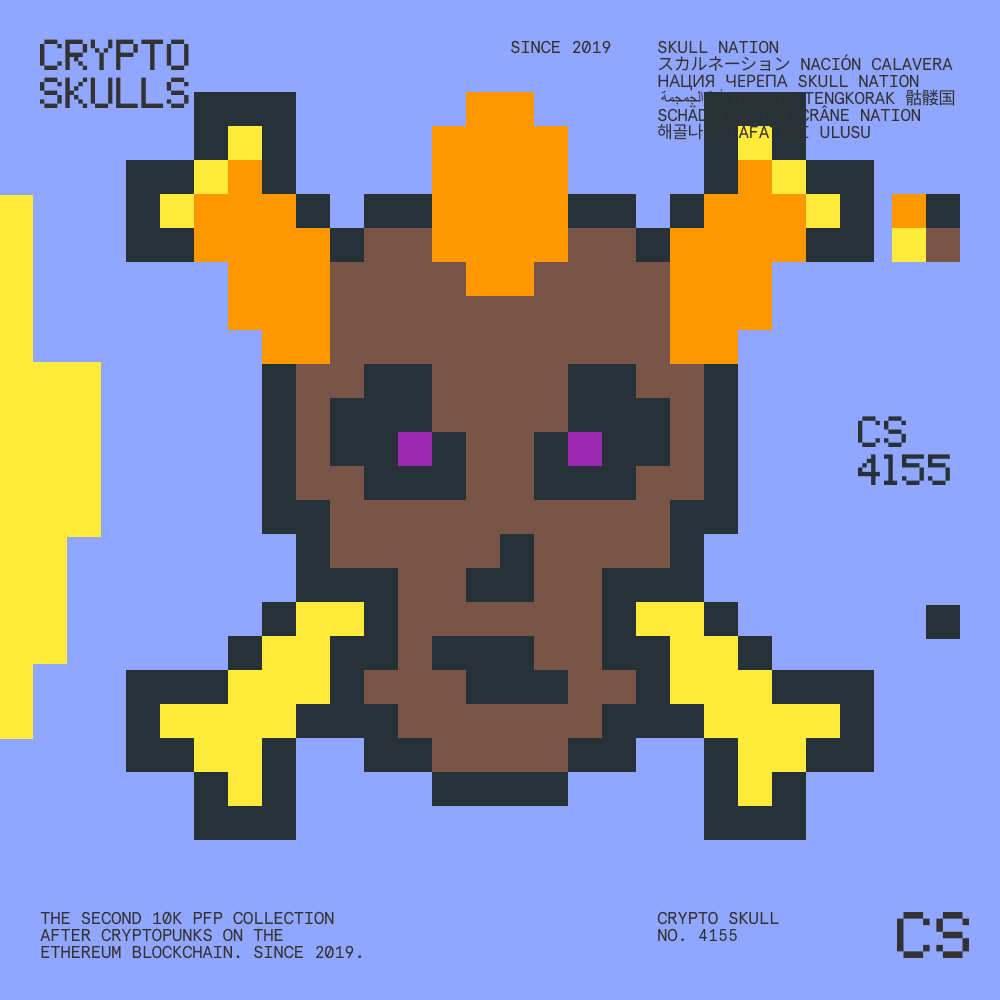 CRYPTO
SKULLS
SINCE 2019
SKULL NATION
スカルネーション NACIÓN CALAVERA
НАЦИЯ ЧЕРЕПА SKULL NATION
TENGKORAK 骷髅国
CRÂNE NATION
해골 ULUSU
CS
4155
THE SECOND 10K PFP COLLECTION
AFTER CRYPTOPUNKS ON THE
ETHEREUM BLOCKCHAIN. SINCE 2019.
CRYPTO SKULL
NO. 4155
CS